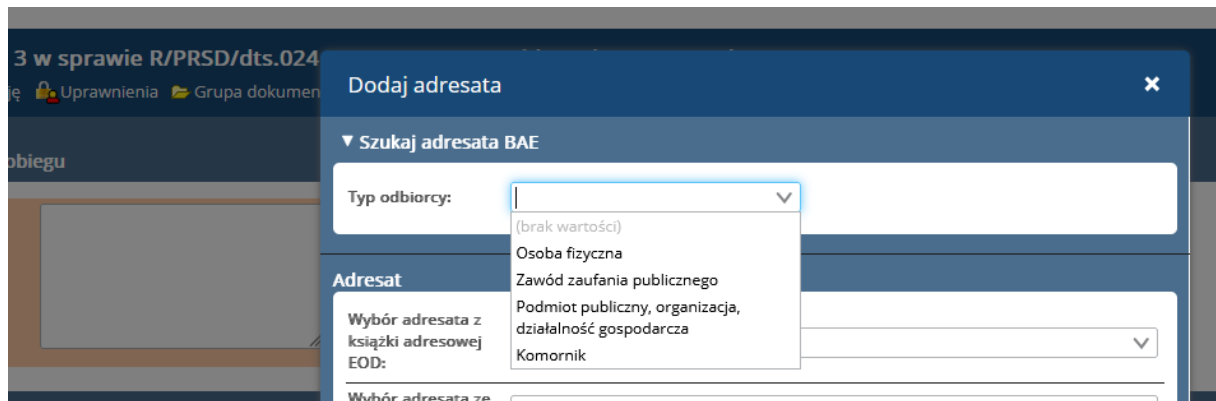 3 w sprawie R/PRSD/dts.024
ję Uprawnienia Grupa dokumen
Dodaj adresata
▼ Szukaj adresata BAE
obiegu
Typ odbiorcy:
(brak wartości)
Osoba fizyczna
Zawód zaufania publicznego
Podmiot publiczny, organizacja,
działalność gospodarcza
Komornik
Adresat
Wybór adresata z
książki adresowej
EOD:
Wybór adresata ze